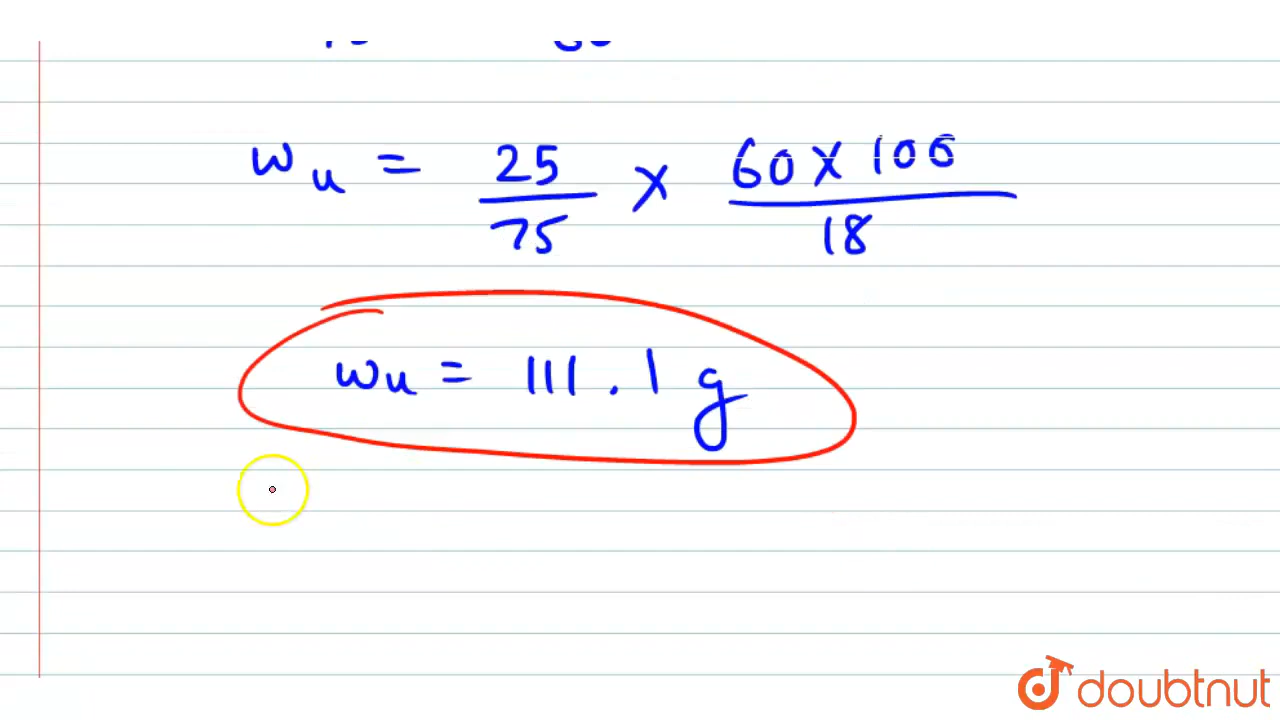 w_u = 25/75 x 60 x 100/18
w_u = 111.1 g
doubtnut